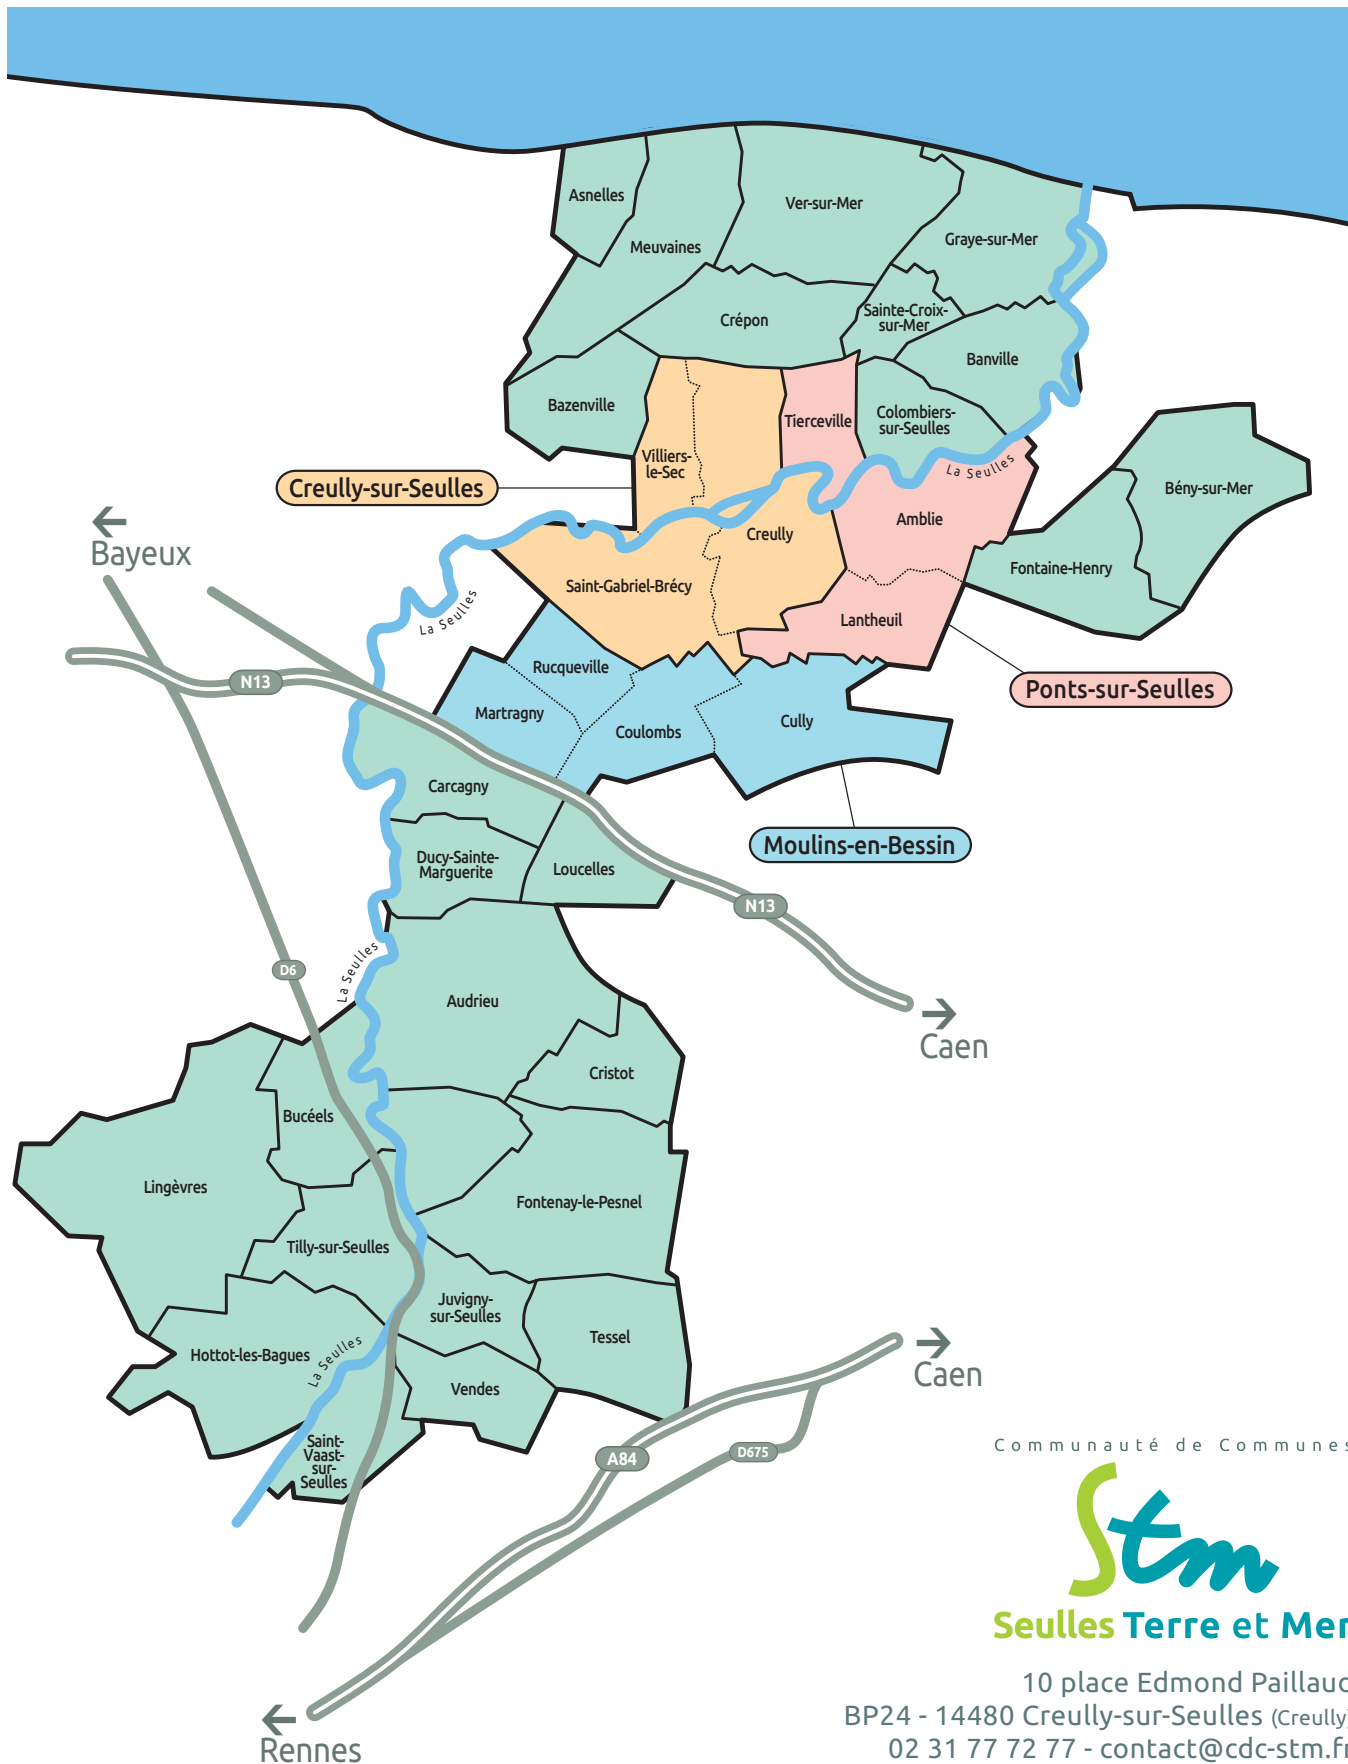 Asnelles
Ver-sur-Mer
Meuvaines
Graye-sur-Mer
Crépon
Sainte-Croix-
sur-Mer
Banville
Bazenville
Tierceville
Colombiers-
sur-Seulles
Villiers-
le-Sec
La Seulles
Creully-sur-Seulles
Bény-sur-Mer
Amblie
Creully
Bayeux
Fontaine-Henry
Saint-Gabriel-Brécy
La Seulles
Lantheuil
Rucqueville
N13
Ponts-sur-Seulles
Martragny
Coulombs
Cully
Carcagny
Moulins-en-Bessin
Ducy-Sainte-
Marguerite
Loucelles
N13
La Seulles
D6
Audrieu
Caen
Cristot
Bucéels
Lingèvres
Fontenay-le-Pesnel
Tilly-sur-Seulles
Juvigny-
sur-Seulles
Tessel
Hottot-les-Bagues
La Seulles
Caen
Vendes
Saint-
Vaast-
sur-
Seulles
A84
D675
Communauté de Communes
Stm
Seulles Terre et Mer
10 place Edmond Paillaud
BP24 - 14480 Creully-sur-Seulles (Creully)
02 31 77 72 77 - contact@cdc-stm.fr
Rennes